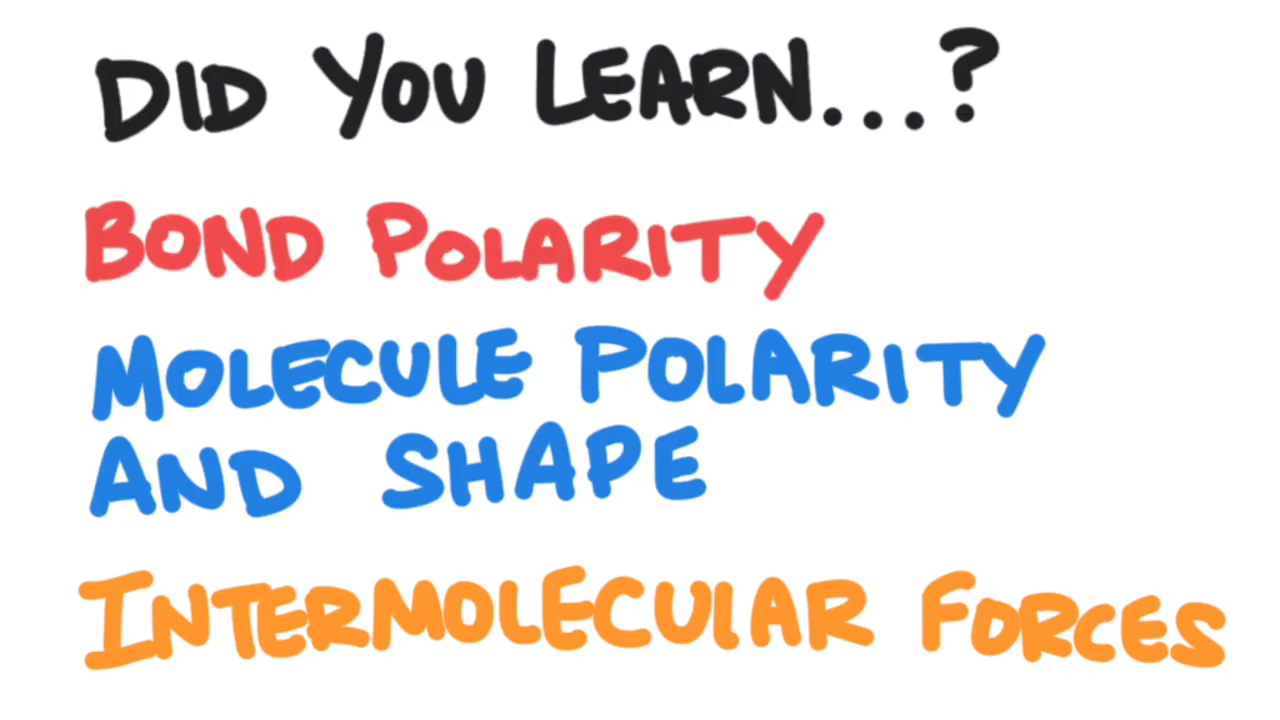 DID YOU LEARN...?
BOND POLARITY
MOLECULE POLARITY
AND SHAPE
INTERMOLECULAR FORCES